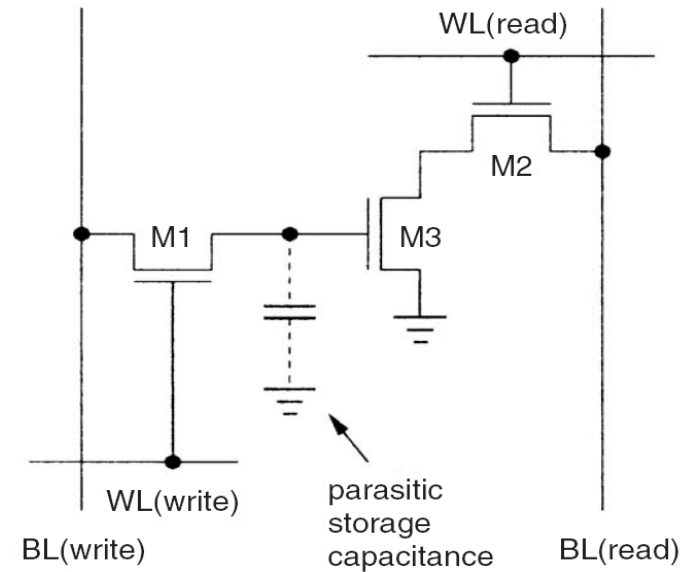 WL(read)
M2
M1
M3
WL(write)
parasitic
storage
capacitance
BL(write)
BL(read)